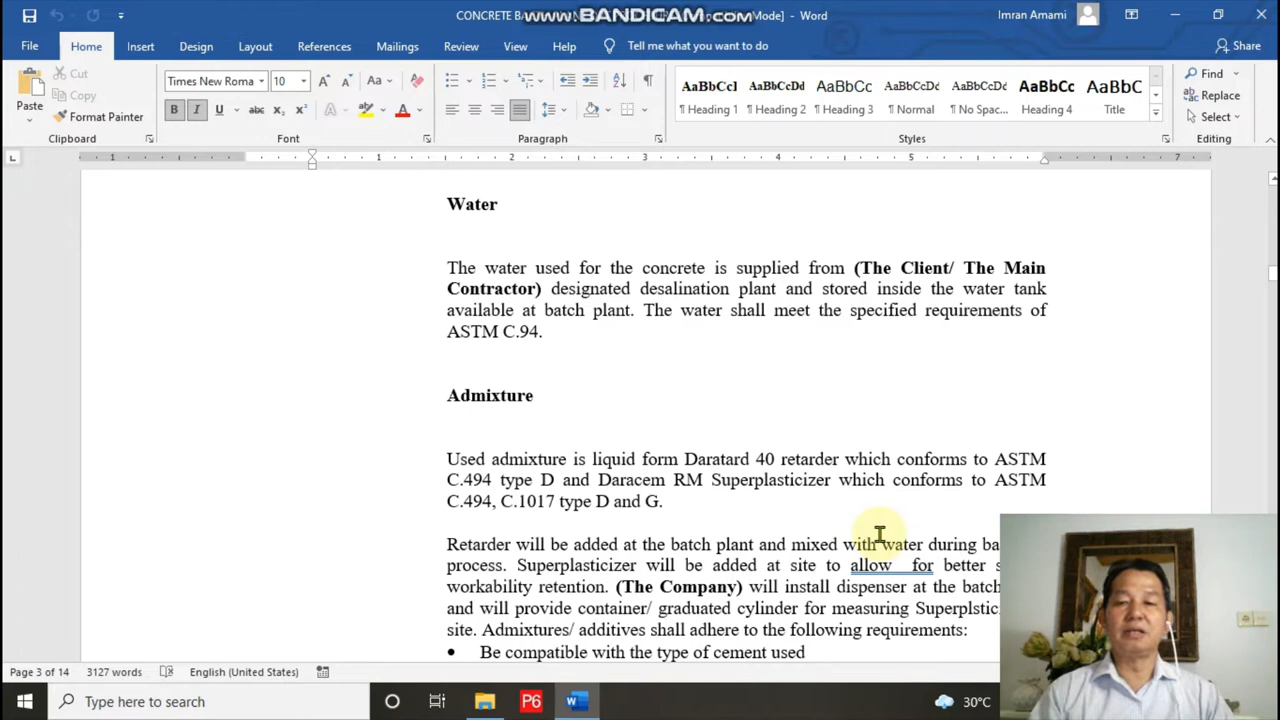 CONCRETE BA
www.BANDICAM.com
Mode] - Word
Imran Amami
File
Home
Insert
Design
Layout
References
Mailings
Review
View
Help
Tell me what you want to do
Share
Paste
Cut
Copy
Format Painter
Clipboard
Times New Roma
10
Font
Paragraph
AaBbCcI
¶ Heading 1
AaBbCcDd
¶ Heading 2
AaBbCc
¶ Heading 3
AaBbCcDc
¶ Normal
AaBbCcDc
¶ No Spac...
AaBbCc
Heading 4
AaBbC
Title
Styles
Find
Replace
Select
Editing
1 1 2 3 4 5 7
Water
The water used for the concrete is supplied from (The Client/ The Main
Contractor) designated desalination plant and stored inside the water tank
available at batch plant. The water shall meet the specified requirements of
ASTM C.94.
Admixture
Used admixture is liquid form Daratard 40 retarder which conforms to ASTM
C.494 type D and Daracem RM Superplasticizer which conforms to ASTM
C.494, C.1017 type D and G.
Retarder will be added at the batch plant and mixed with water during ba
process. Superplasticizer will be added at site to allow for better s
workability retention. (The Company) will install dispenser at the batch
and will provide container/ graduated cylinder for measuring Superplstici
site. Admixtures/ additives shall adhere to the following requirements:
• Be compatible with the type of cement used
Page 3 of 14
3127 words
English (United States)
Type here to search
P6
30°C